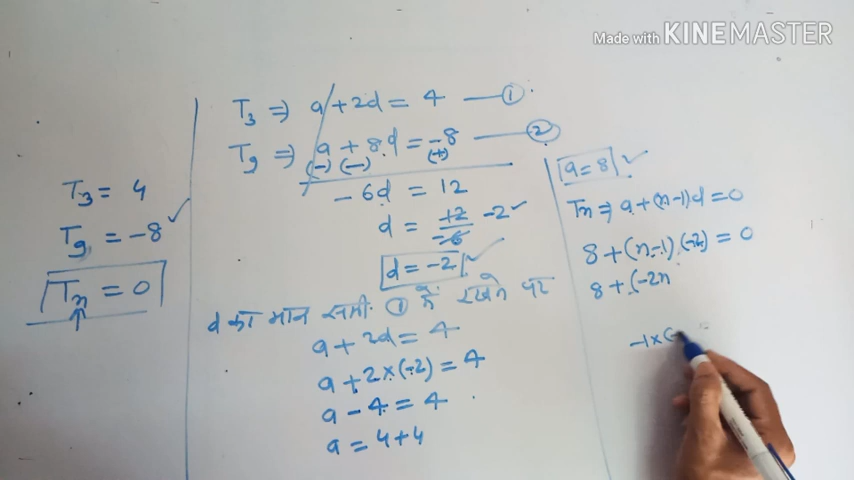 Made with KINEMASTER
T₃ = 4
T₉ = -8 ✓
Tₙ = 0
↑
T₃ ⇒ a + 2d = 4 —— ①
T₉ ⇒ a + 8d = -8 —— ②
(-) (-) (+)
- 6d = 12
d = 12/-6 -2 ✓
d = -2 ✓
d का मान समी. ① में रखने पर
a + 2d = 4
a + 2 × (-2) = 4
a - 4 = 4
a = 4 + 4
a = 8 ✓
Tn ⇒ a + (n-1)d = 0
8 + (n-1) (-2) = 0
8 + (-2n
-1 × (